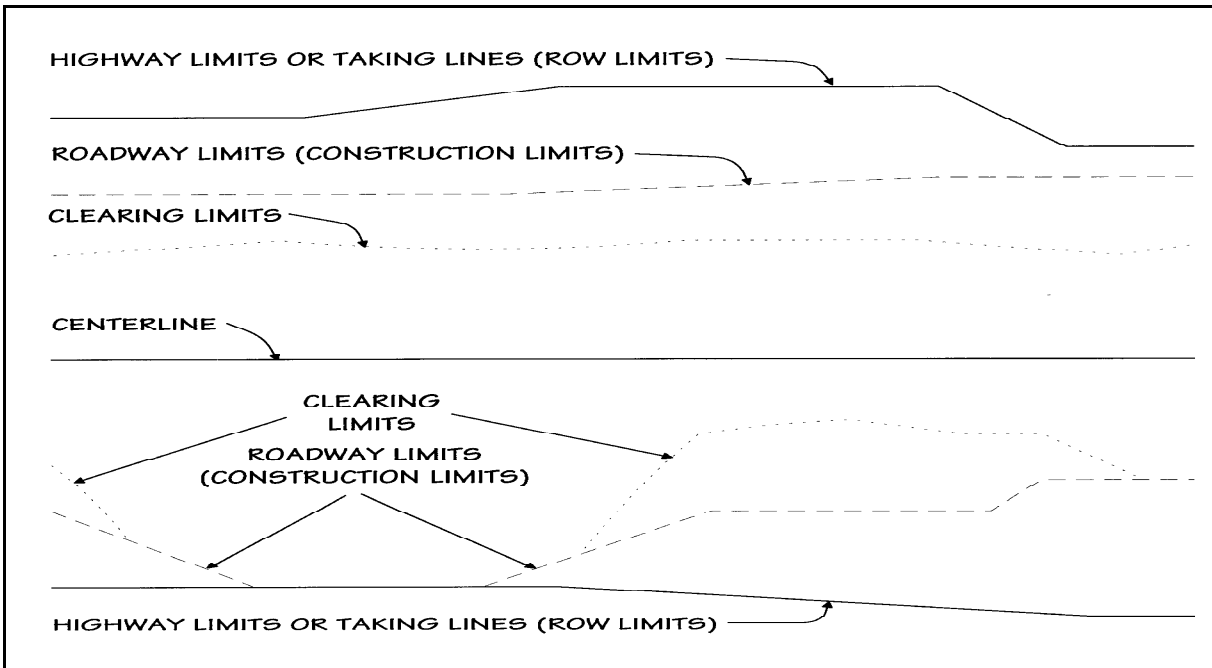 HIGHWAY LIMITS OR TAKING LINES (ROW LIMITS)
ROADWAY LIMITS (CONSTRUCTION LIMITS)
CLEARING LIMITS
CENTERLINE
CLEARING
LIMITS
ROADWAY LIMITS
(CONSTRUCTION LIMITS)
HIGHWAY LIMITS OR TAKING LINES (ROW LIMITS)